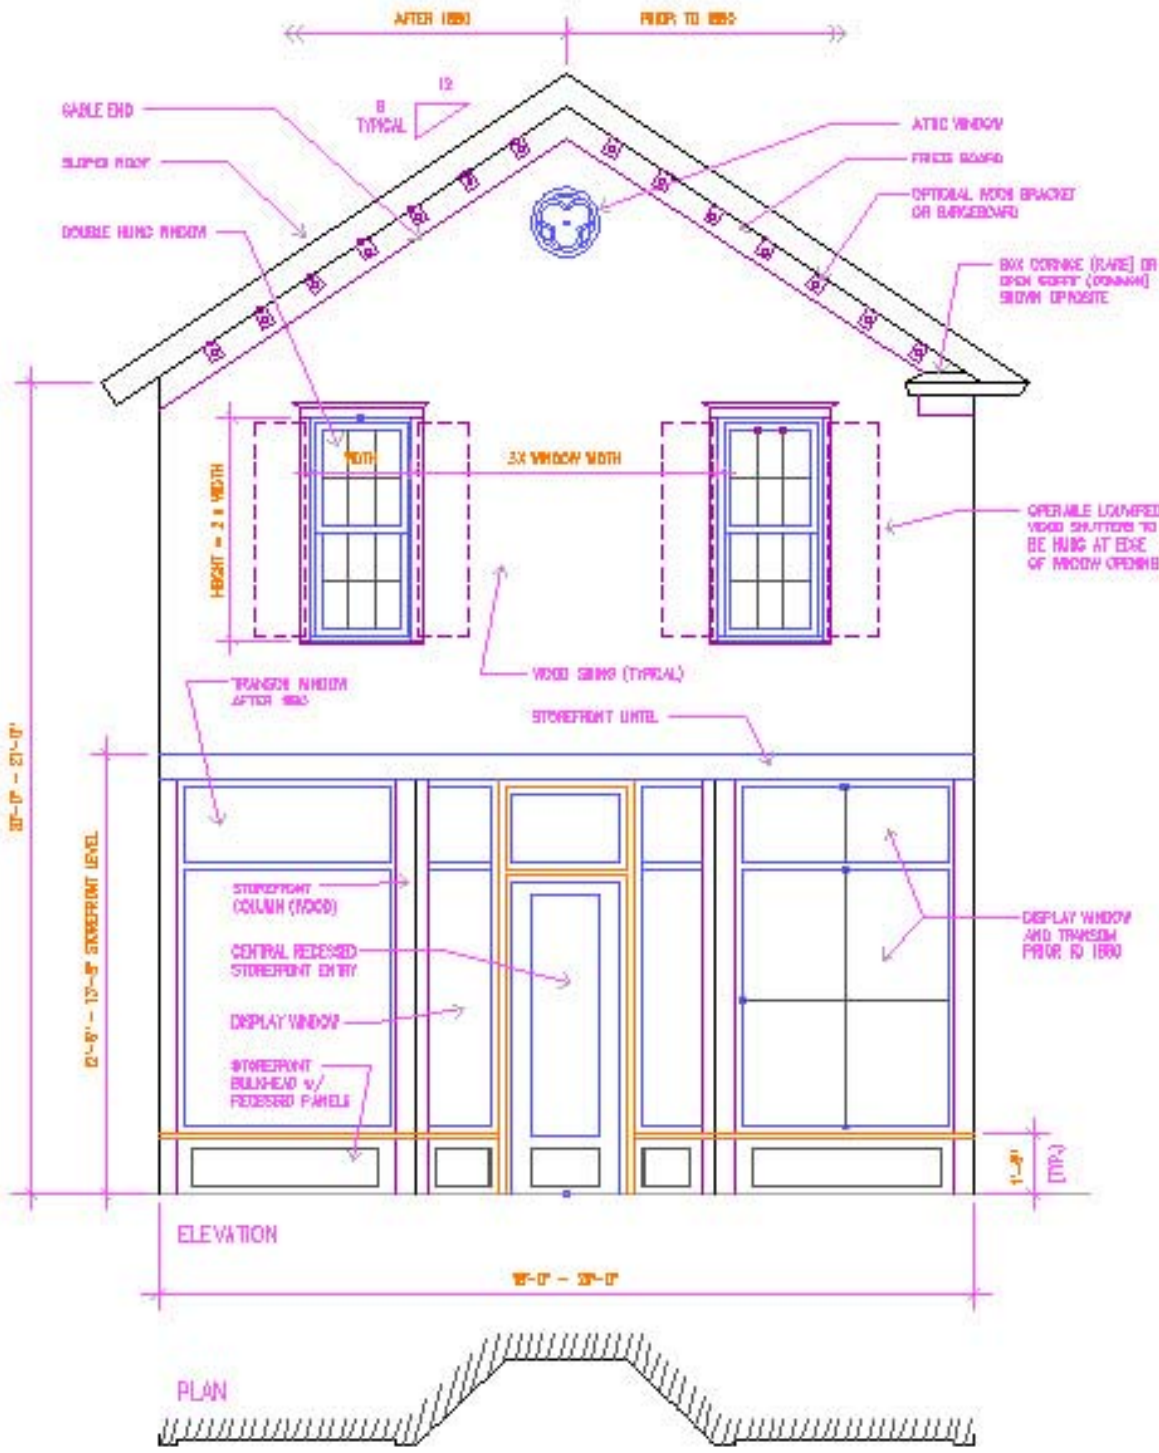 AFTER 1880
PRIOR TO 1880
12
8
TYPICAL
GABLE END
SLOPED ROOF
DOUBLE HUNG WINDOW
ATTIC WINDOW
FRIEZE BOARD
OPTIONAL ROOF BRACKET
OR BARGEBOARD
BOX CORNICE (RARE) OR
OPEN SOFFIT (COMMON)
SHOWN OPPOSITE
WIDTH
3X WINDOW WIDTH
HEIGHT = 2 x WIDTH
OPERABLE LOUVERED
WOOD SHUTTERS TO
BE HUNG AT EDGE
OF WINDOW OPENING
WOOD SIDING (TYPICAL)
TRANSOM WINDOW
AFTER
STOREFRONT LINTEL
STOREFRONT LEVEL
STOREFRONT
COLUMN (WOOD)
CENTRAL RECESSED
STOREFRONT ENTRY
DISPLAY WINDOW
STOREFRONT
BULKHEAD w/
RECESSED PANELS
DISPLAY WINDOW
AND TRANSOM
PRIOR TO 1880
1'-8"
(TYP.)
ELEVATION
PLAN